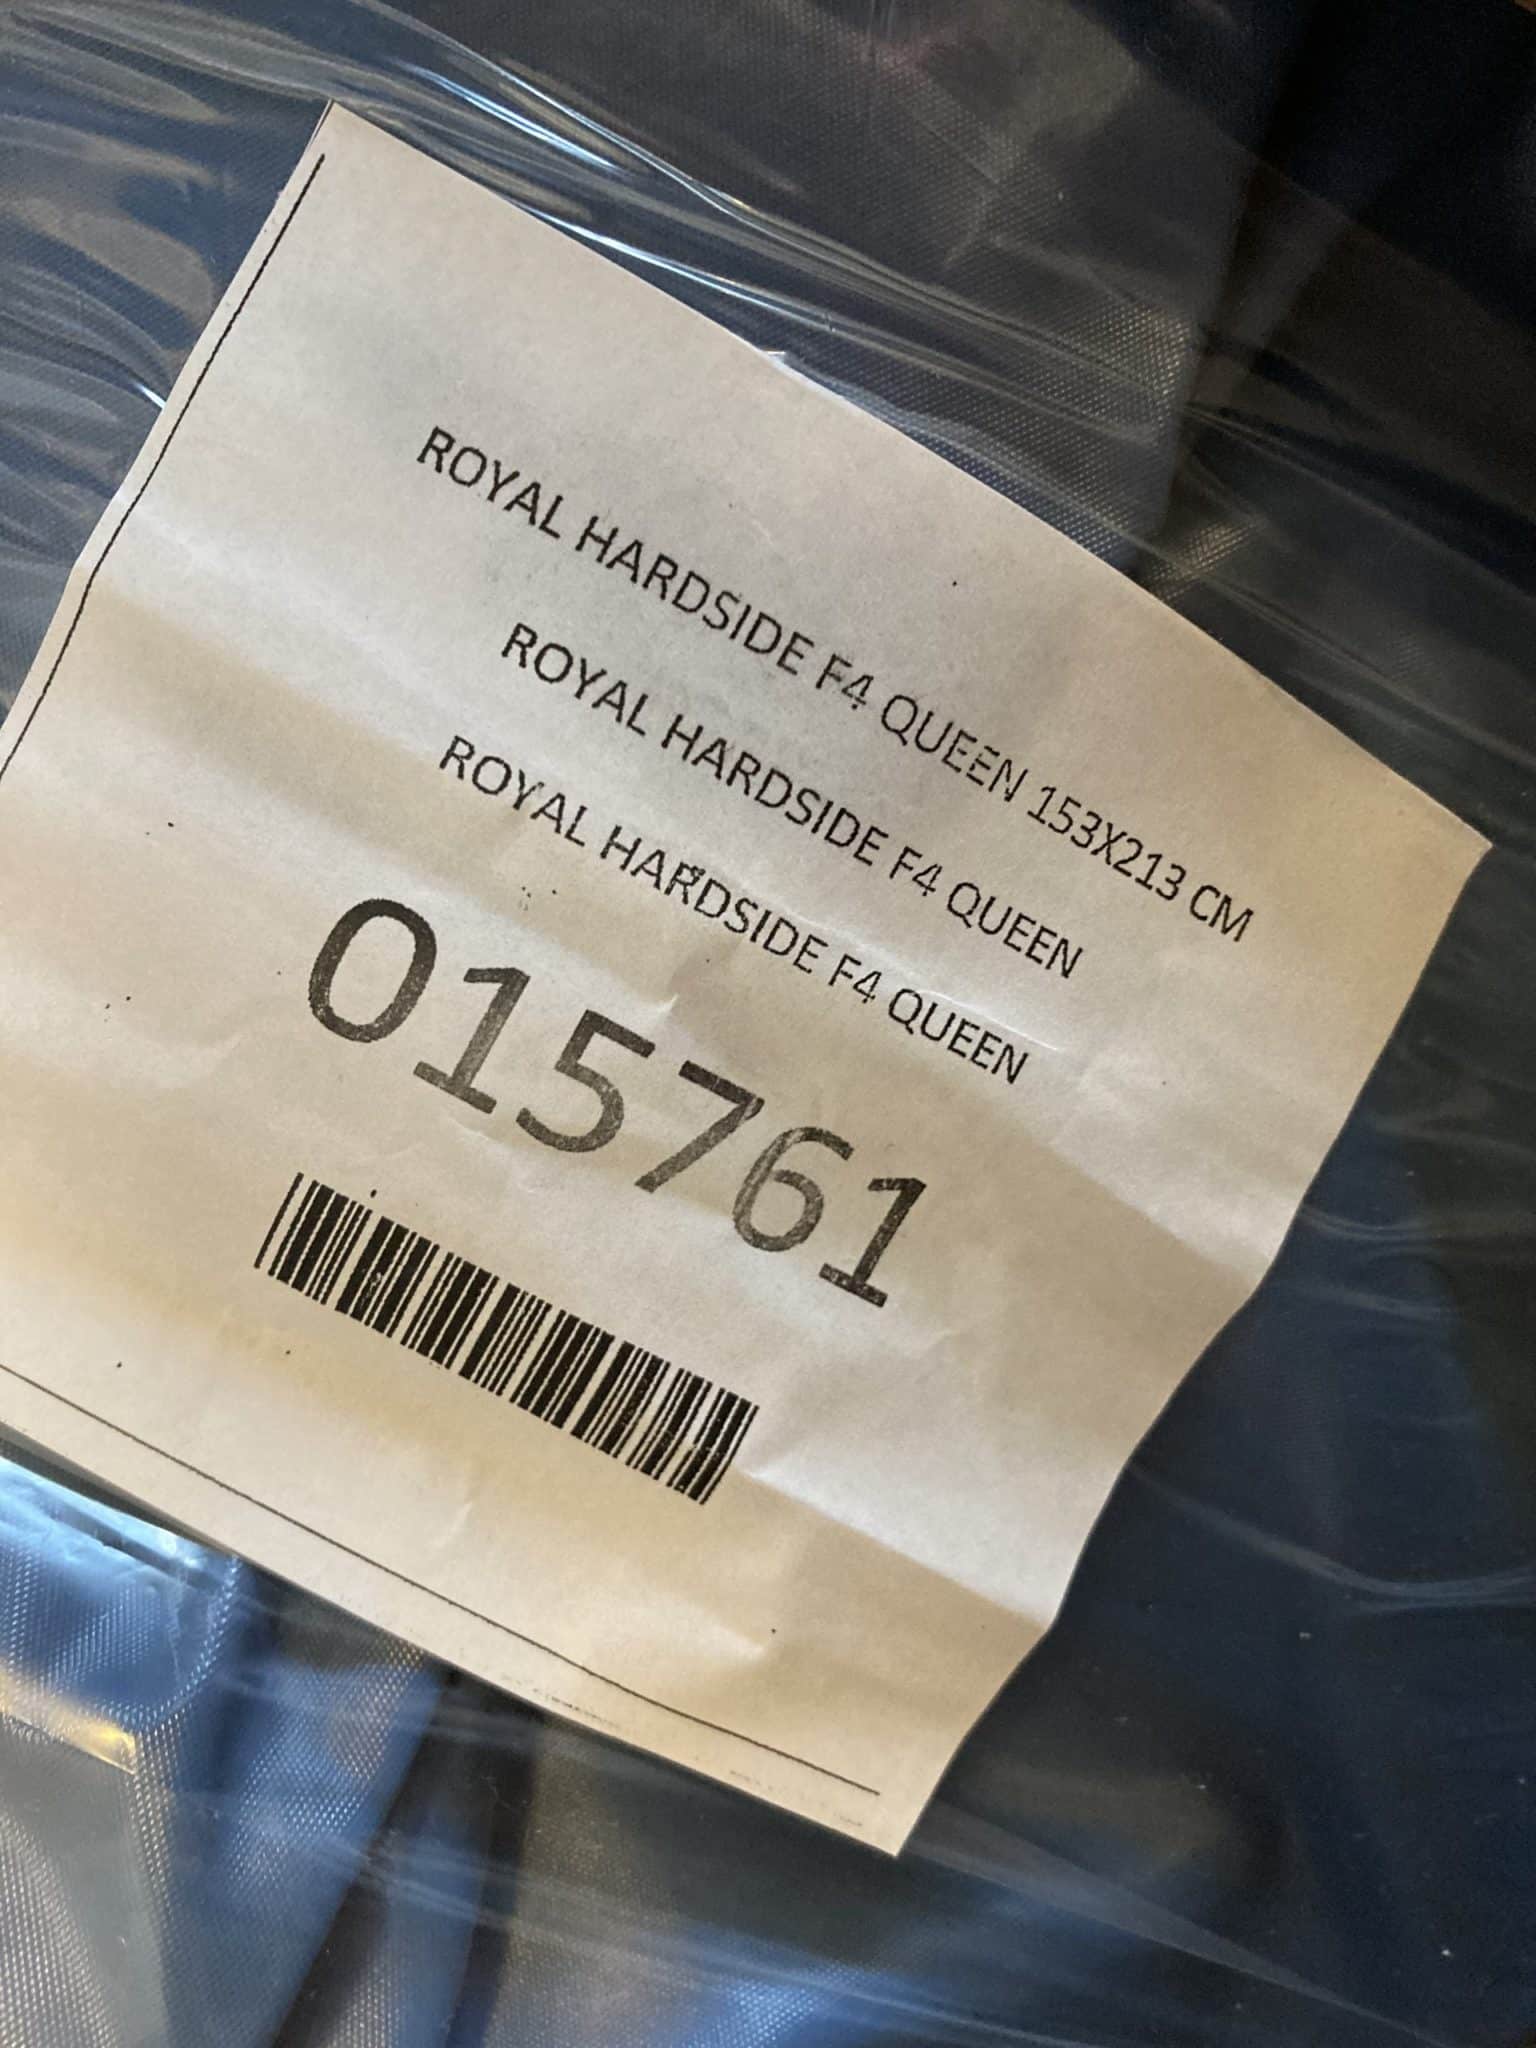 ROYAL HARDSIDE F4 QUEEN 153X213 CM
ROYAL HARDSIDE F4 QUEEN
ROYAL HARDSIDE F4 QUEEN
015761